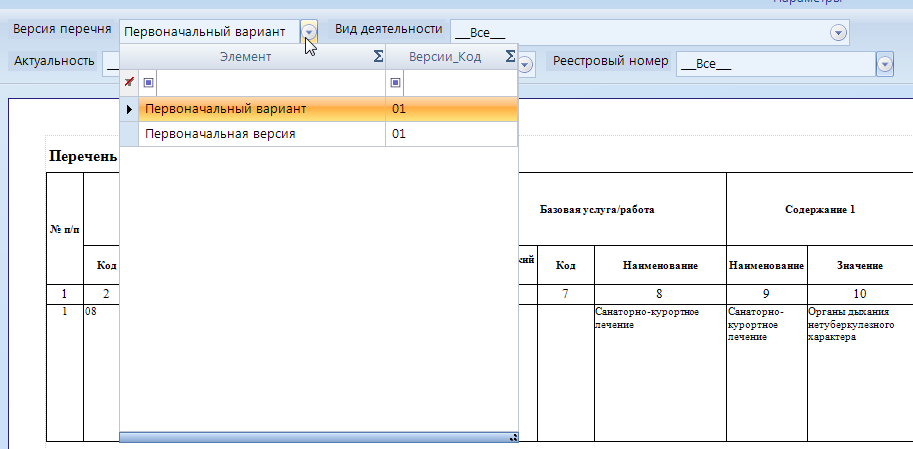 Параметры
Версия перечня Первоначальный вариант Вид деятельности __Все__
Элемент Σ Версии_Код Σ
Актуальность Реестровый номер __Все__
Первоначальный вариант 01
Первоначальная версия 01
Перечень
№ п/п Базовая услуга/работа Содержание 1
Код кий Код Наименование Наименование Значение
1 2 7 8 9 10
1 08 Санаторно-курортное Санаторно- Органы дыхания
лечение курортное нетуберкулезного
лечение характера